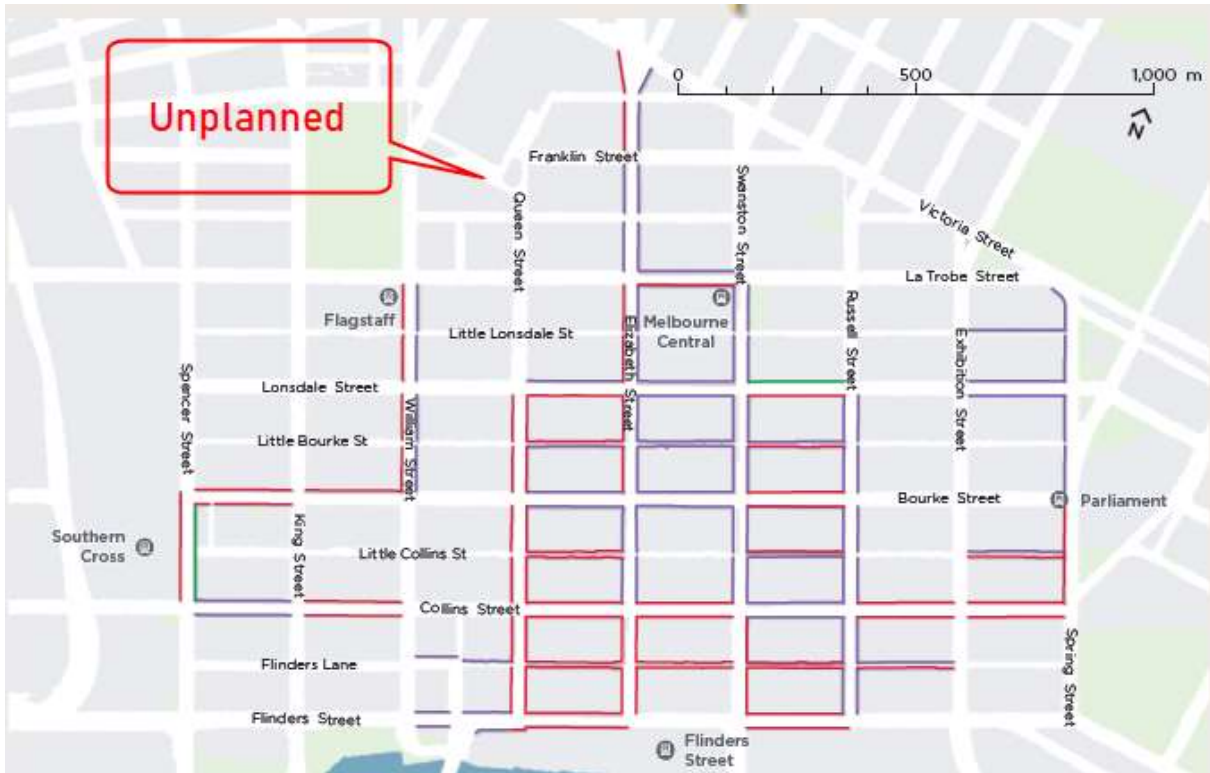 Unplanned
0 500 1,000 m
N
Franklin Street
Queen Street
Swanston Street
Victoria Street
La Trobe Street
Flagstaff
Little Lonsdale St
Elizabeth Street
Melbourne
Central
Russell Street
Exhibition Street
Spencer Street
Lonsdale Street
William Street
Little Bourke St
Bourke Street
Parliament
Southern
Cross
King Street
Little Collins St
Collins Street
Flinders Lane
Spring Street
Flinders Street
Flinders
Street